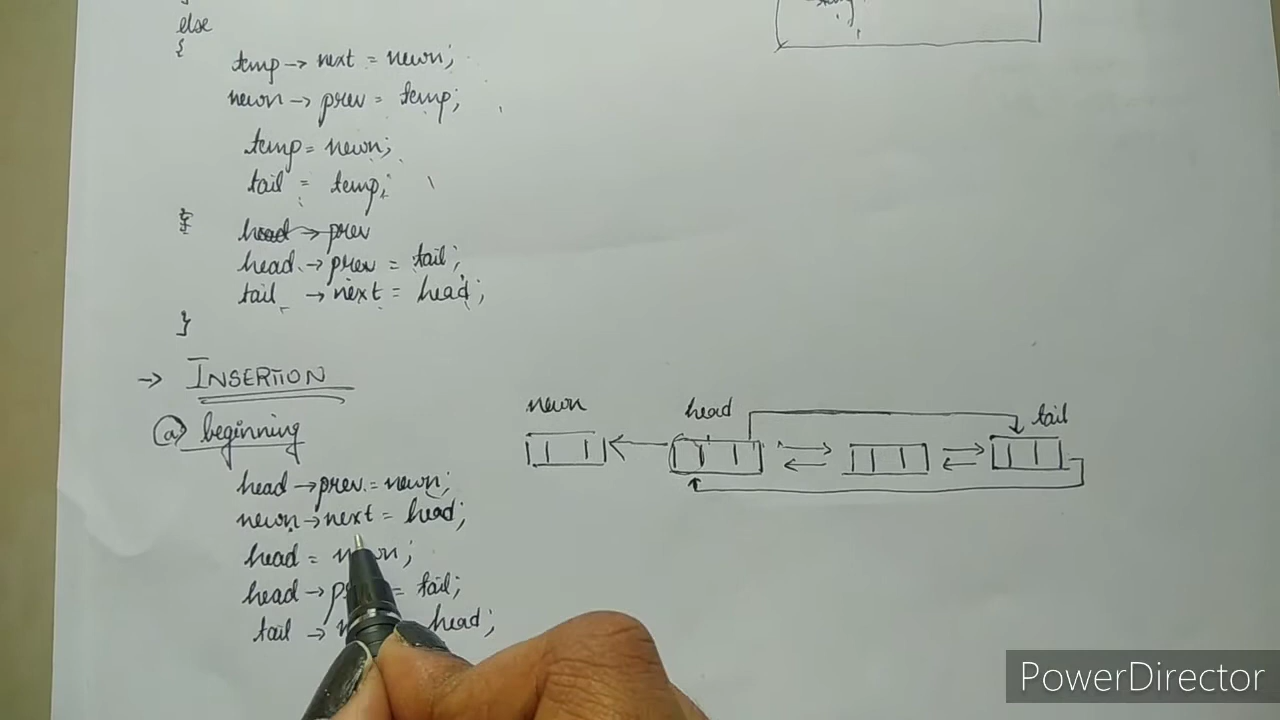 else
{
temp → next = newn;
newn → prev = temp;
temp = newn;
tail = temp;
}
head → prev
head → prev = tail;
tail → next = head;
}
→ INSERTION
(a) beginning
newn head tail
head → prev = newn;
newn → next = head;
head = newn;
head → = tail;
tail → head;
PowerDirector